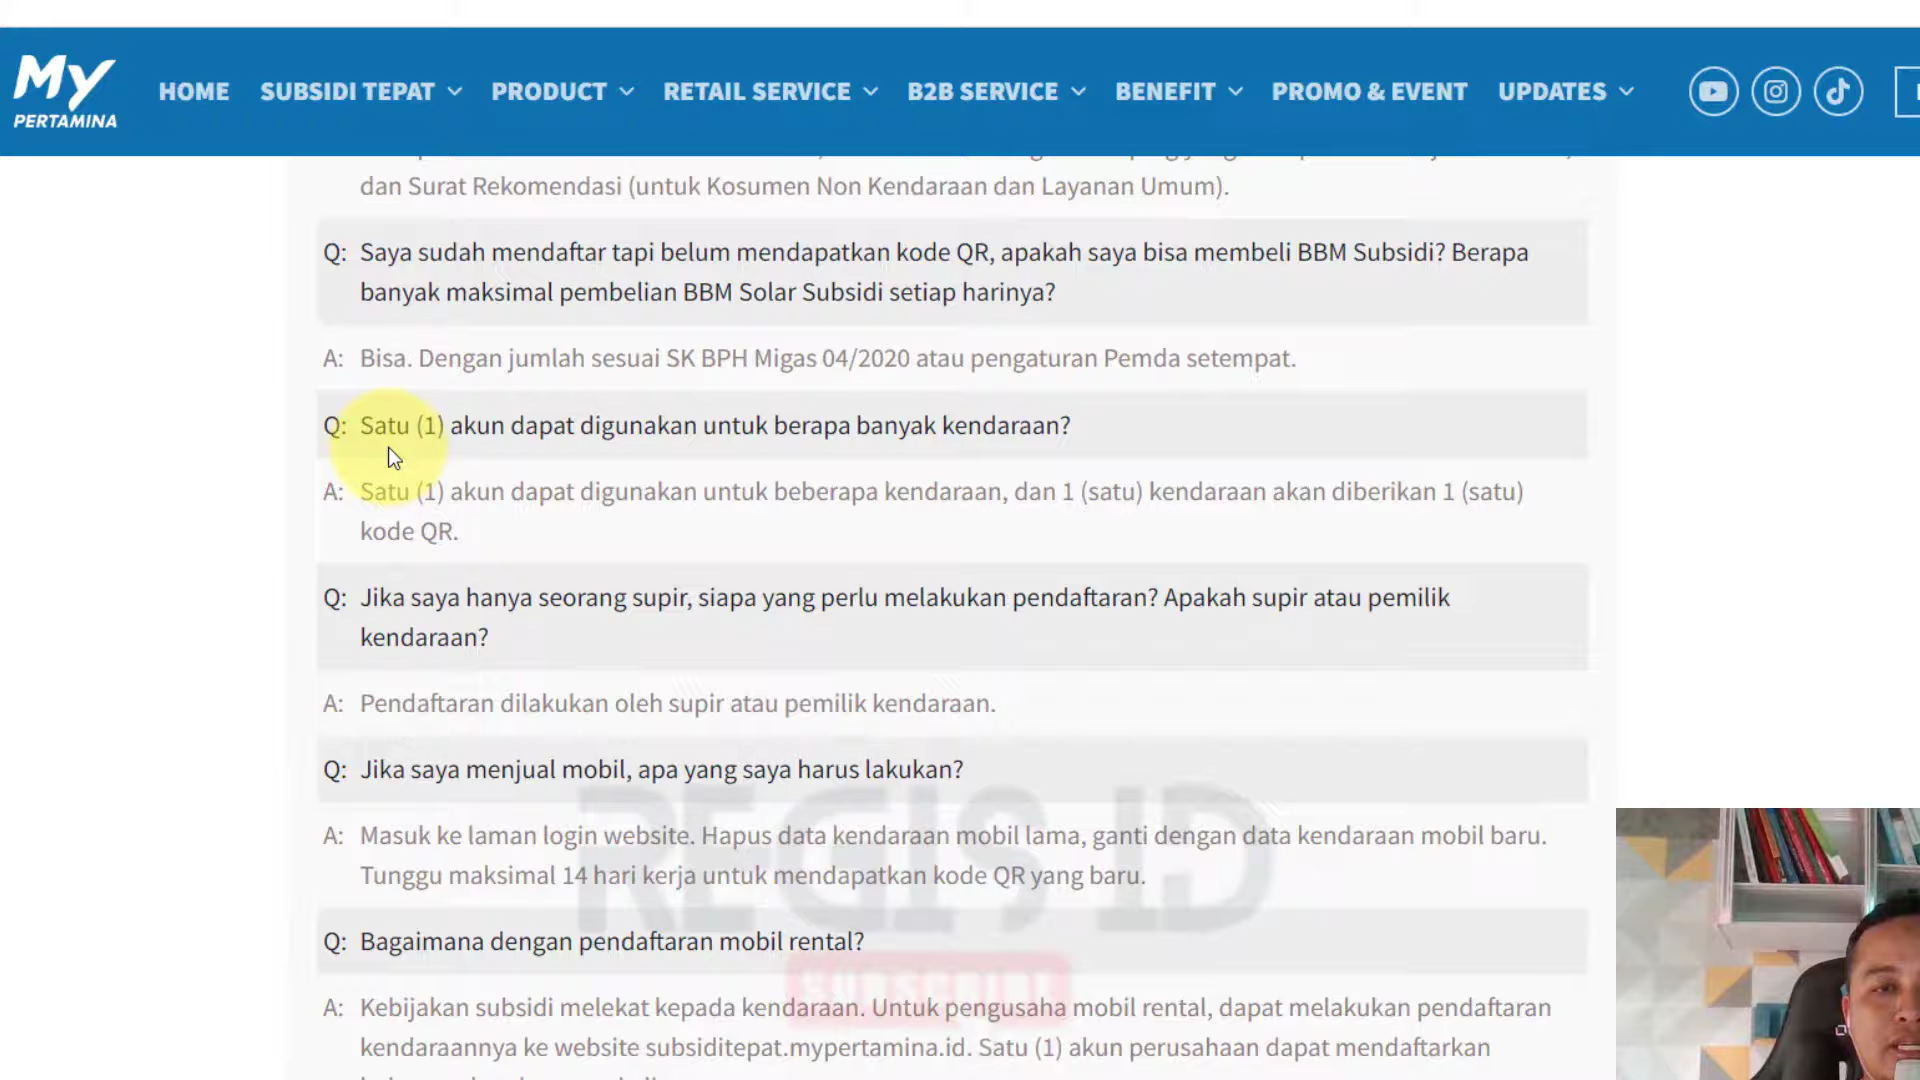 My
PERTAMINA
HOME SUBSIDI TEPAT PRODUCT RETAIL SERVICE B2B SERVICE BENEFIT PROMO & EVENT UPDATES
dan Surat Rekomendasi (untuk Kosumen Non Kendaraan dan Layanan Umum).
Q: Saya sudah mendaftar tapi belum mendapatkan kode QR, apakah saya bisa membeli BBM Subsidi? Berapa
banyak maksimal pembelian BBM Solar Subsidi setiap harinya?
A: Bisa. Dengan jumlah sesuai SK BPH Migas 04/2020 atau pengaturan Pemda setempat.
Q: Satu (1) akun dapat digunakan untuk berapa banyak kendaraan?
A: Satu (1) akun dapat digunakan untuk beberapa kendaraan, dan 1 (satu) kendaraan akan diberikan 1 (satu)
kode QR.
Q: Jika saya hanya seorang supir, siapa yang perlu melakukan pendaftaran? Apakah supir atau pemilik
kendaraan?
A: Pendaftaran dilakukan oleh supir atau pemilik kendaraan.
Q: Jika saya menjual mobil, apa yang saya harus lakukan?
A: Masuk ke laman login website. Hapus data kendaraan mobil lama, ganti dengan data kendaraan mobil baru.
Tunggu maksimal 14 hari kerja untuk mendapatkan kode QR yang baru.
REGIS ID
Q: Bagaimana dengan pendaftaran mobil rental?
SUBSCRIBE
A: Kebijakan subsidi melekat kepada kendaraan. Untuk pengusaha mobil rental, dapat melakukan pendaftaran
kendaraannya ke website subsiditepat.mypertamina.id. Satu (1) akun perusahaan dapat mendaftarkan